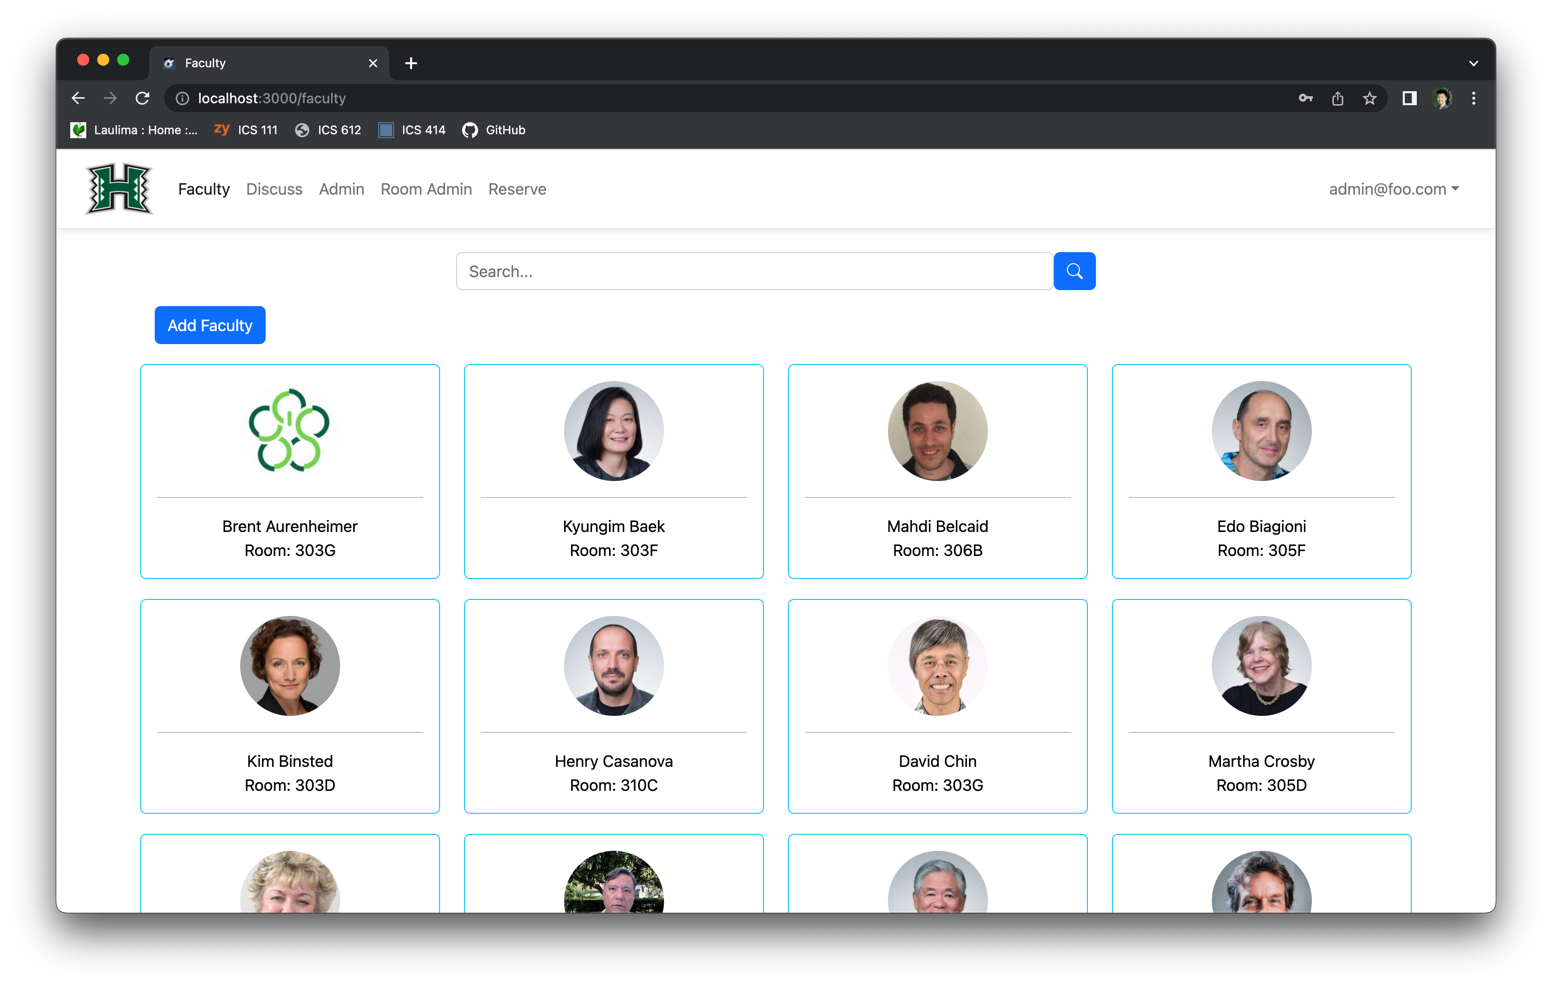 Faculty
localhost:3000/faculty
Laulima : Home :...
zy ICS 111
ICS 612
ICS 414
GitHub
H
Faculty
Discuss
Admin
Room Admin
Reserve
admin@foo.com
Search...
Add Faculty
Brent Aurenheimer
Room: 303G
Kyungim Baek
Room: 303F
Mahdi Belcaid
Room: 306B
Edo Biagioni
Room: 305F
Kim Binsted
Room: 303D
Henry Casanova
Room: 310C
David Chin
Room: 303G
Martha Crosby
Room: 305D